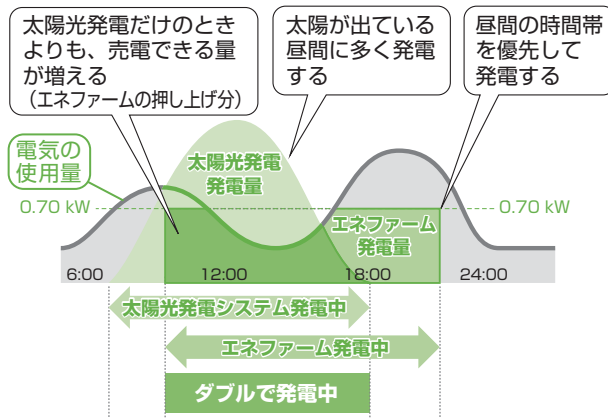 太陽光発電だけのとき
よりも、売電できる量
が増える
（エネファームの押し上げ分）
太陽が出ている
昼間に多く発電
する
昼間の時間帯
を優先して
発電する
電気の
使用量
太陽光発電
発電量
0.70 kW
エネファーム
発電量
0.70 kW
6:00
12:00
18:00
24:00
太陽光発電システム発電中
エネファーム発電中
ダブルで発電中